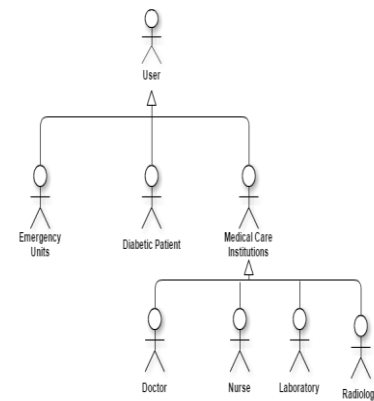 User
Emergency
Units
Diabetic Patient
Medical Care
Institutions
Doctor
Nurse
Laboratory
Radiolog